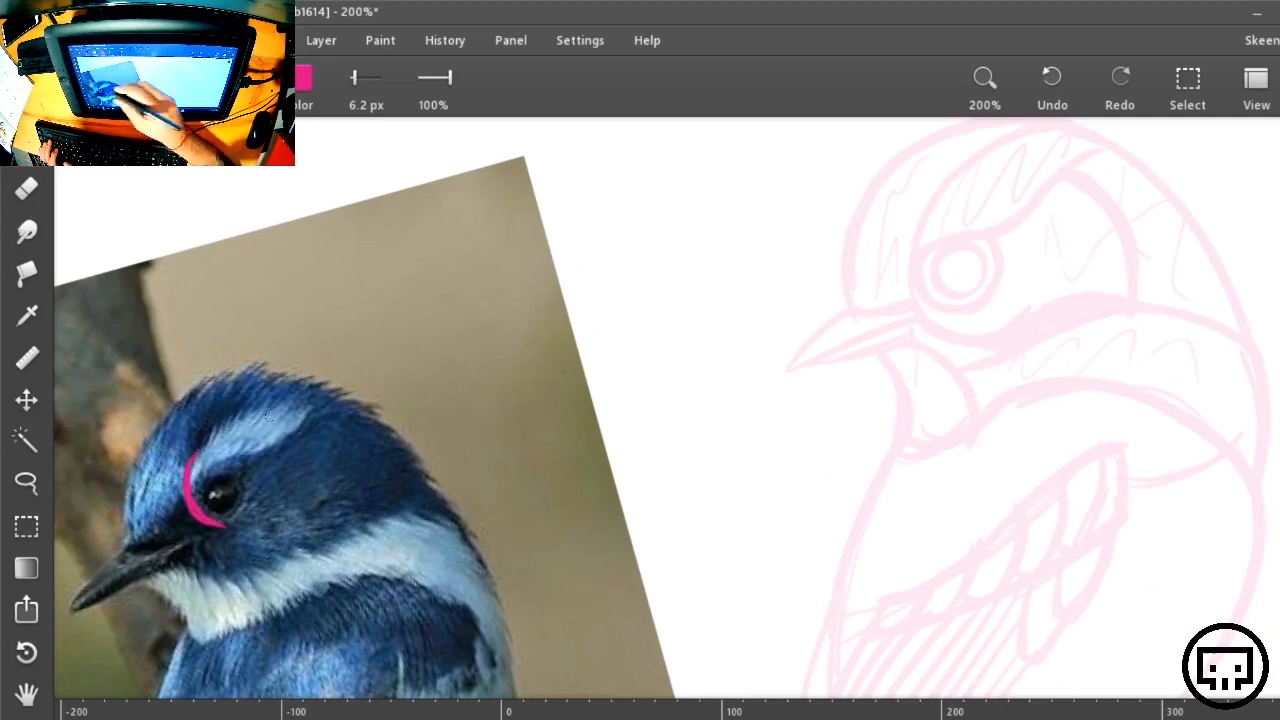 b1614] - 200%*
Layer Paint History Panel Settings Help Skeen
olor 6.2 px 100% 200% Undo Redo Select View
-200 -100 0 100 200 300